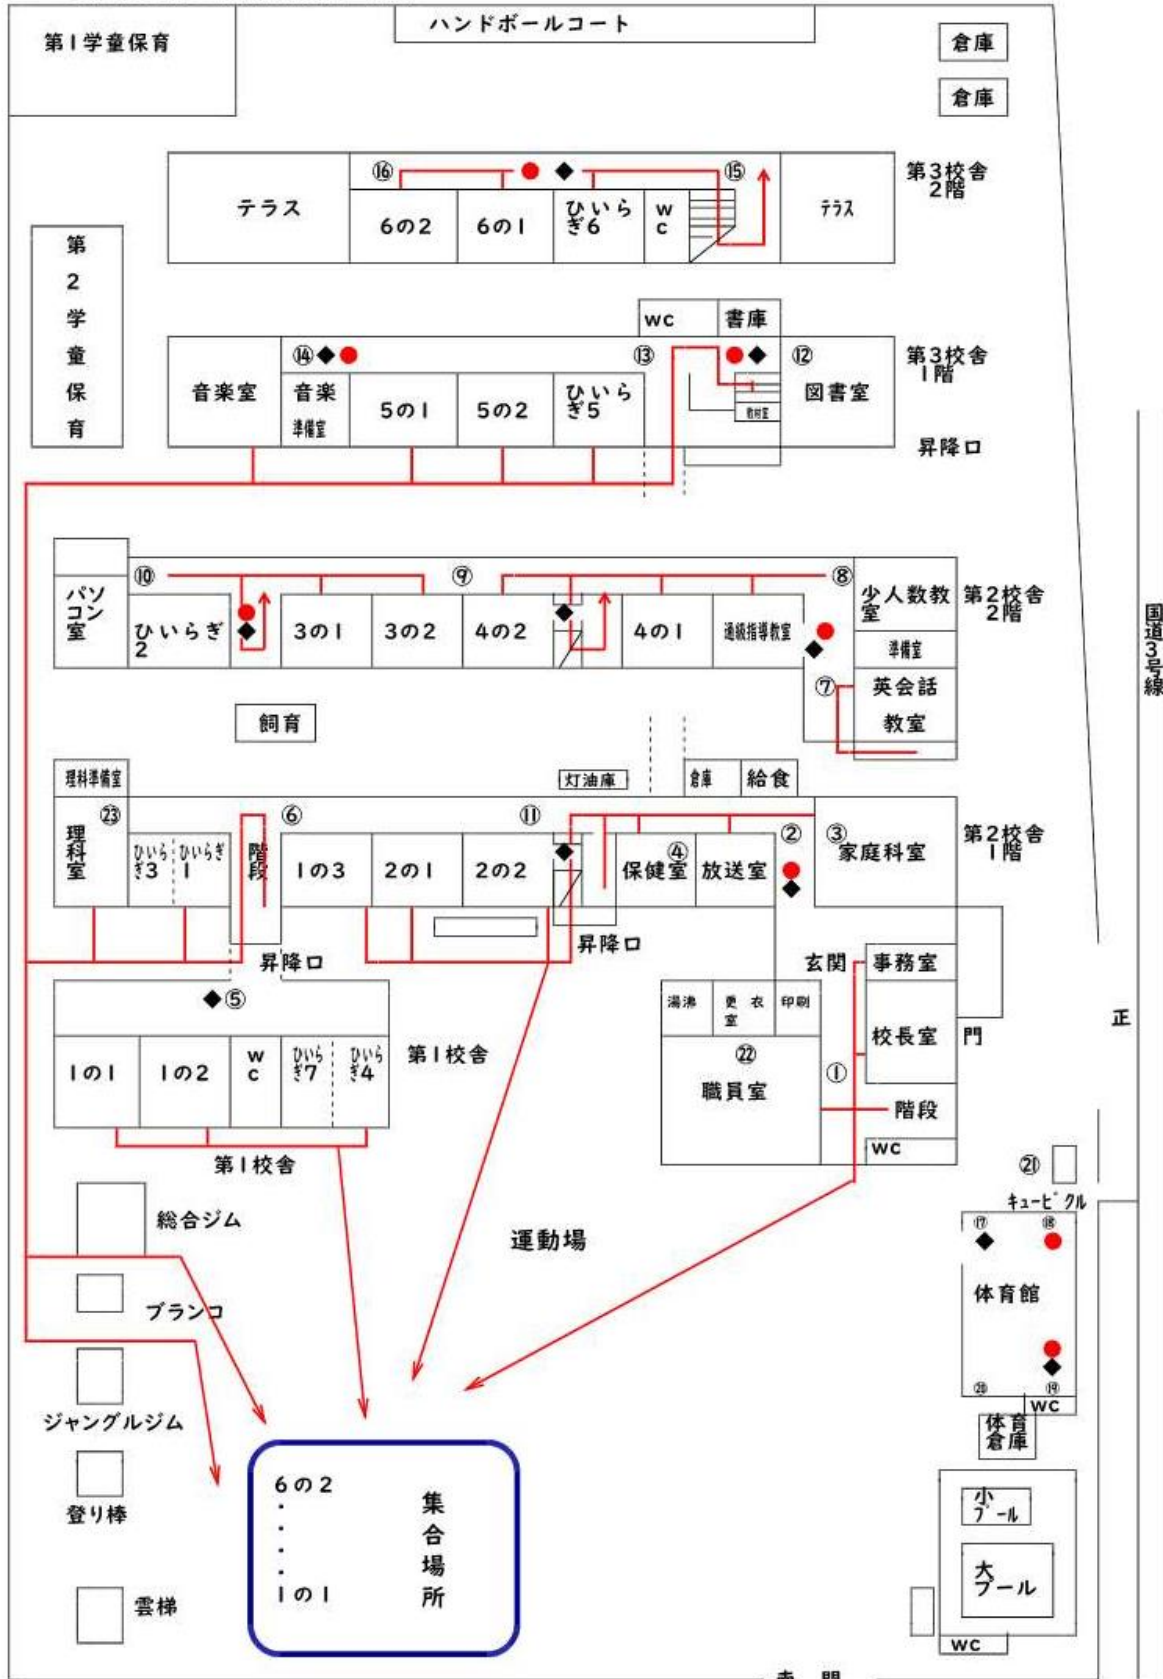 ハンドボールコート
第1学童保育
倉庫
倉庫
⑯
⑮
第3校舎
2階
テラス
6の2
6の1
ひいら
ぎ6
W
C
テラス
第2学童保育
WC
書庫
⑭
⑬
⑫
第3校舎
1階
音楽室
音楽
準備室
5の1
5の2
ひいら
ぎ5
教材室
図書室
昇降口
⑩
⑨
⑧
パソ
コン
室
ひいらぎ
2
3の1
3の2
4の2
4の1
通級指導教室
少人数教
室
準備室
第2校舎
2階
国道3号線
⑦
英会話
教室
飼育
理科準備室
灯油庫
倉庫
給食
㉓
⑥
⑪
②
③
理科室
ひいら
ぎ3
ひいらぎ
1
階段
1の3
2の1
2の2
④
保健室
放送室
家庭科室
第2校舎
1階
昇降口
昇降口
玄関
事務室
⑤
湯沸
更衣
室
印刷
校長室
門
正
1の1
1の2
W
C
ひいら
ぎ7
ひいら
ぎ4
第1校舎
㉒
職員室
①
階段
WC
第1校舎
㉑
キュービクル
総合ジム
運動場
⑰
⑱
体育館
ブランコ
⑳
⑲
WC
ジャングルジム
体育
倉庫
登り棒
6の2
・
・
・
・
1の1
集合場所
小
プール
大
プール
雲梯
WC